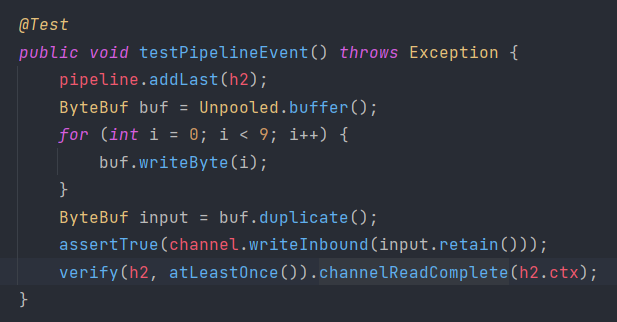 @Test
public void testPipelineEvent() throws Exception {
    pipeline.addLast(h2);
    ByteBuf buf = Unpooled.buffer();
    for (int i = 0; i < 9; i++) {
        buf.writeByte(i);
    }
    ByteBuf input = buf.duplicate();
    assertTrue(channel.writeInbound(input.retain()));
    verify(h2, atLeastOnce()).channelReadComplete(h2.ctx);
}